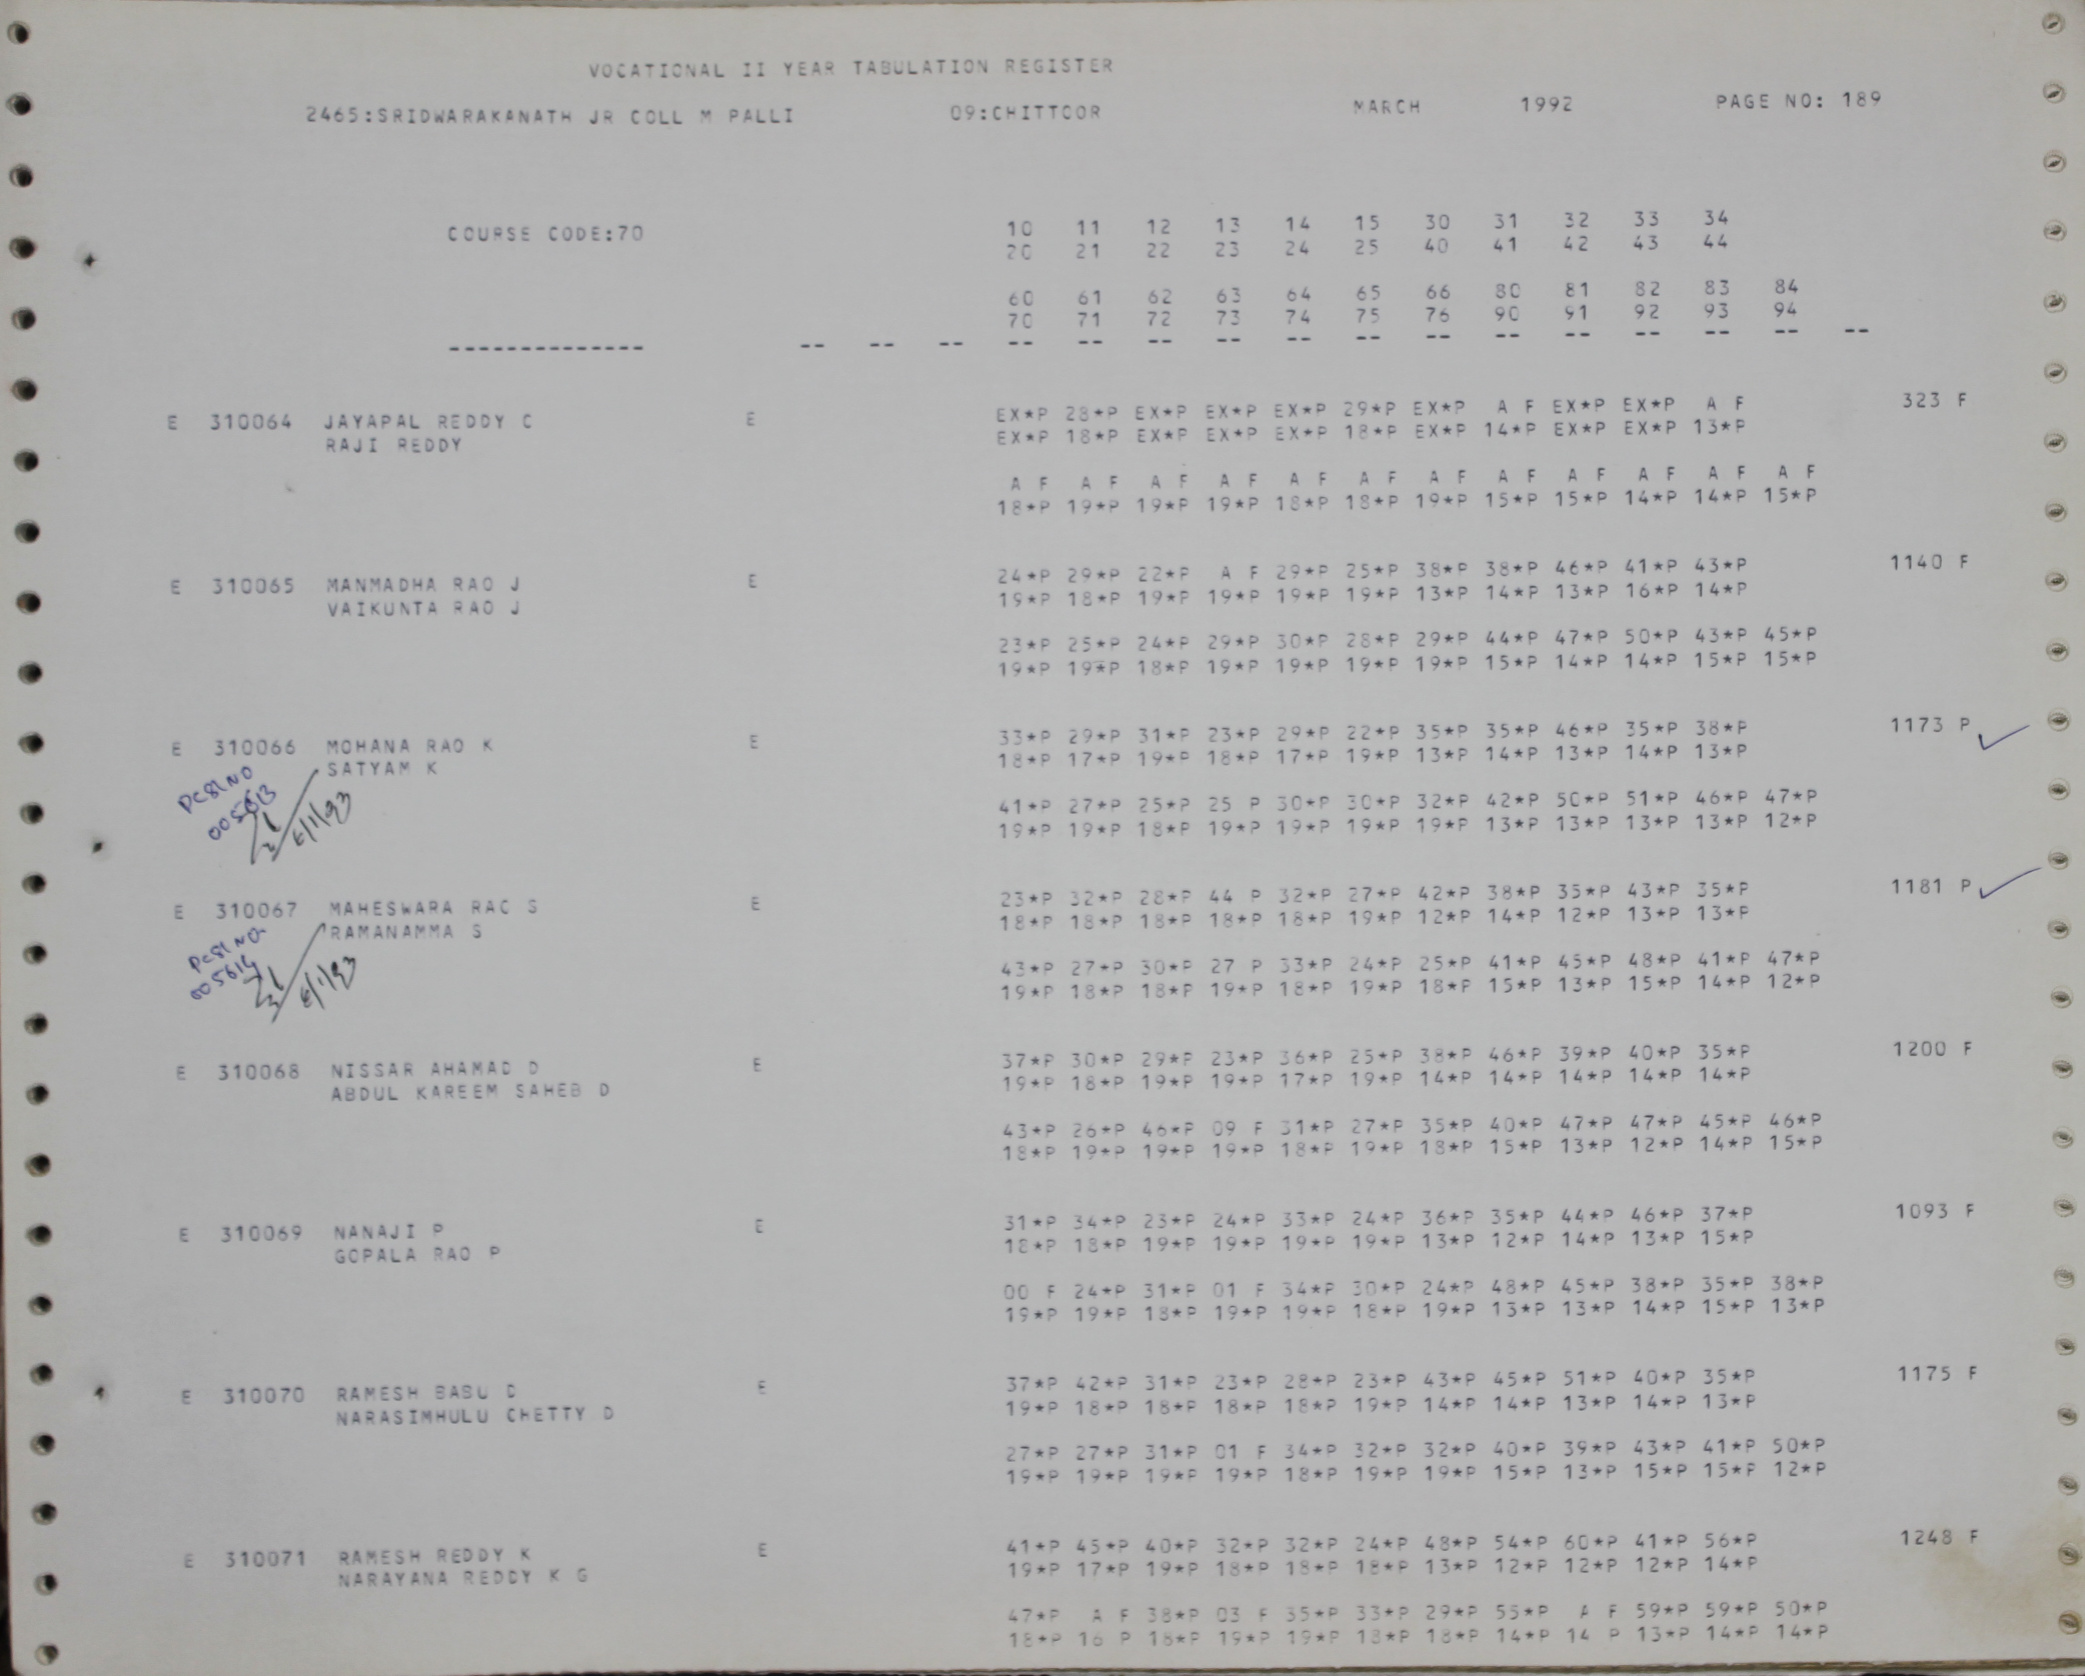 VOCATIONAL II YEAR TABULATION REGISTER
2465:SRIDWARAKANATH JR COLL M PALLI 09:CHITTOOR MARCH 1992 PAGE NO: 189
COURSE CODE:70 10 11 12 13 14 15 30 31 32 33 34
20 21 22 23 24 25 40 41 42 43 44
60 61 62 63 64 65 66 80 81 82 83 84
70 71 72 73 74 75 76 90 91 92 93 94
-------------- -- -- -- -- -- -- -- -- -- -- -- -- -- -- -- --
E 310064 JAYAPAL REDDY C E EX*P 28*P EX*P EX*P EX*P 29*P EX*P A F EX*P EX*P A F 323 F
RAJI REDDY EX*P 18*P EX*P EX*P EX*P 18*P EX*P 14*P EX*P EX*P 13*P
A F A F A F A F A F A F A F A F A F A F A F A F
18*P 19*P 19*P 19*P 18*P 18*P 19*P 15*P 15*P 14*P 14*P 15*P
E 310065 MANMADHA RAO J E 24*P 29*P 22*P A F 29*P 25*P 38*P 38*P 46*P 41*P 43*P 1140 F
VAIKUNTA RAO J 19*P 18*P 19*P 19*P 19*P 19*P 13*P 14*P 13*P 16*P 14*P
23*P 25*P 24*P 29*P 30*P 28*P 29*P 44*P 47*P 50*P 43*P 45*P
19*P 19*P 18*P 19*P 19*P 19*P 19*P 15*P 14*P 14*P 15*P 15*P
E 310066 MOHANA RAO K E 33*P 29*P 31*P 23*P 29*P 22*P 35*P 35*P 46*P 35*P 38*P 1173 P
SATYAM K 18*P 17*P 19*P 18*P 17*P 19*P 13*P 14*P 13*P 14*P 13*P
PCSl NO
005613
6/1/93
41*P 27*P 25*P 25 P 30*P 30*P 32*P 42*P 50*P 51*P 46*P 47*P
19*P 19*P 18*P 19*P 19*P 19*P 19*P 13*P 13*P 13*P 13*P 12*P
E 310067 MAHESWARA RAO S E 23*P 32*P 28*P 44 P 32*P 27*P 42*P 38*P 35*P 43*P 35*P 1181 P
RAMANAMMA S 18*P 18*P 18*P 18*P 18*P 19*P 12*P 14*P 12*P 13*P 13*P
PCSl NO
005614
6/1/93
43*P 27*P 30*P 27 P 33*P 24*P 25*P 41*P 45*P 48*P 41*P 47*P
19*P 18*P 18*P 19*P 18*P 19*P 18*P 15*P 13*P 15*P 14*P 12*P
E 310068 NISSAR AHAMAD D E 37*P 30*P 29*P 23*P 36*P 25*P 38*P 46*P 39*P 40*P 35*P 1200 F
ABDUL KAREEM SAHEB D 19*P 18*P 19*P 19*P 17*P 19*P 14*P 14*P 14*P 14*P 14*P
43*P 26*P 46*P 09 F 31*P 27*P 35*P 40*P 47*P 47*P 45*P 46*P
18*P 19*P 19*P 19*P 18*P 19*P 18*P 15*P 13*P 12*P 14*P 15*P
E 310069 NANAJI P E 31*P 34*P 23*P 24*P 33*P 24*P 36*P 35*P 44*P 46*P 37*P 1093 F
GOPALA RAO P 18*P 18*P 19*P 19*P 19*P 19*P 13*P 12*P 14*P 13*P 15*P
00 F 24*P 31*P 01 F 34*P 30*P 24*P 48*P 45*P 38*P 35*P 38*P
19*P 19*P 18*P 19*P 19*P 18*P 19*P 13*P 13*P 14*P 15*P 13*P
E 310070 RAMESH BABU D E 37*P 42*P 31*P 23*P 28*P 23*P 43*P 45*P 51*P 40*P 35*P 1175 F
NARASIMHULU CHETTY D 19*P 18*P 18*P 18*P 18*P 19*P 14*P 14*P 13*P 14*P 13*P
27*P 27*P 31*P 01 F 34*P 32*P 32*P 40*P 39*P 43*P 41*P 50*P
19*P 19*P 19*P 19*P 18*P 19*P 19*P 15*P 13*P 15*P 15*P 12*P
E 310071 RAMESH REDDY K E 41*P 45*P 40*P 32*P 32*P 24*P 48*P 54*P 60*P 41*P 56*P 1248 F
NARAYANA REDDY K G 19*P 17*P 19*P 18*P 18*P 18*P 13*P 12*P 12*P 12*P 14*P
47*P A F 38*P 03 F 35*P 33*P 29*P 55*P A F 59*P 59*P 50*P
18*P 16 P 18*P 19*P 19*P 18*P 18*P 14*P 14 P 13*P 14*P 14*P